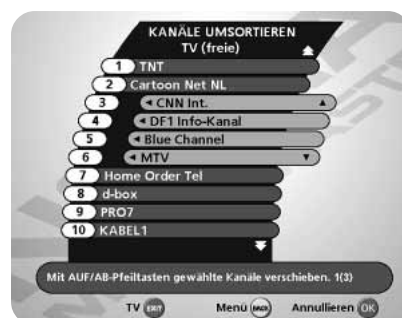 KANÄLE UMSORTIEREN
TV (freie)
1 TNT
2 Cartoon Net NL
3 CNN Int.
4 DF1 Info-Kanal
5 Blue Channel
6 MTV
7 Home Order Tel
8 d-box
9 PRO7
10 KABEL1
Mit AUF/AB-Pfeiltasten gewählte Kanäle verschieben. 1(3)
TV EXIT Menü BACK Annullieren OK